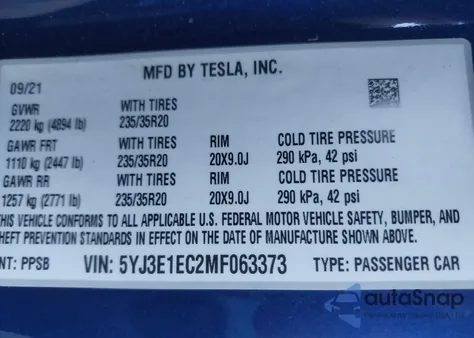 MFD BY TESLA, INC.
09/21
GVWR WITH TIRES
2220 kg (4894 lb) 235/35R20
GAWR FRT WITH TIRES RIM COLD TIRE PRESSURE
1110 kg (2447 lb) 235/35R20 20X9.0J 290 kPa, 42 psi
GAWR RR WITH TIRES RIM COLD TIRE PRESSURE
1257 kg (2771 lb) 235/35R20 20X9.0J 290 kPa, 42 psi
THIS VEHICLE CONFORMS TO ALL APPLICABLE U.S. FEDERAL MOTOR VEHICLE SAFETY, BUMPER, AND
THEFT PREVENTION STANDARDS IN EFFECT ON THE DATE OF MANUFACTURE SHOWN ABOVE.
NT: PPSB VIN: 5YJ3E1EC2MF063373 TYPE: PASSENGER CAR
autoSnap